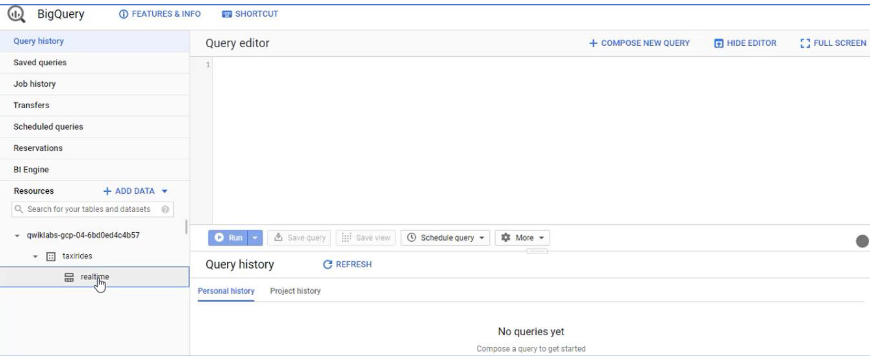 BigQuery FEATURES & INFO SHORTCUT
Query history
Saved queries
Job history
Transfers
Scheduled queries
Reservations
BI Engine
Resources + ADD DATA
Search for your tables and datasets
qwiklabs-gcp-04-6bd0ed4c4b57
taxirides
realtime
Query editor + COMPOSE NEW QUERY HIDE EDITOR FULL SCREEN
1
Run Save query Save view Schedule query More
Query history REFRESH
Personal history Project history
No queries yet
Compose a query to get started